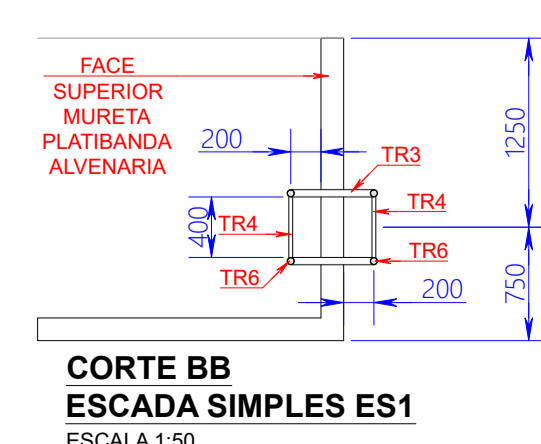 FACE
SUPERIOR
MURETA
PLATIBANDA
ALVENARIA
200
TR3
1250
TR4
400
TR4
TR6
TR6
200
750
CORTE BB
ESCADA SIMPLES ES1
ESCALA 1:50